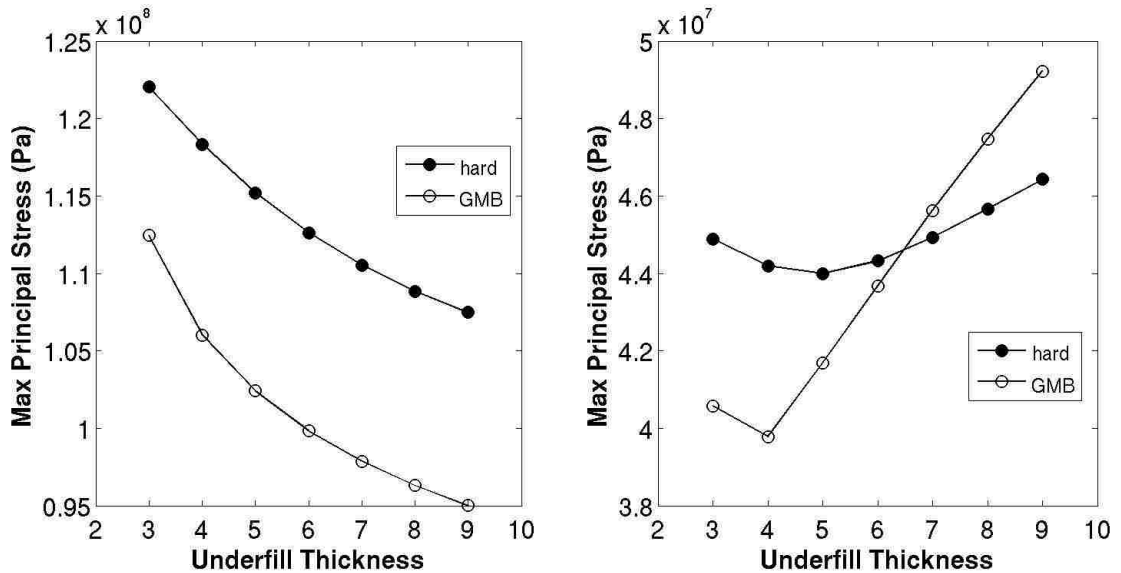 x 10^8
1.25
1.2
1.15
1.1
1.05
1
0.95
2 3 4 5 6 7 8 9 10
Max Principal Stress (Pa)
Underfill Thickness
hard
GMB
x 10^7
5
4.8
4.6
4.4
4.2
4
3.8
2 3 4 5 6 7 8 9 10
Max Principal Stress (Pa)
Underfill Thickness
hard
GMB